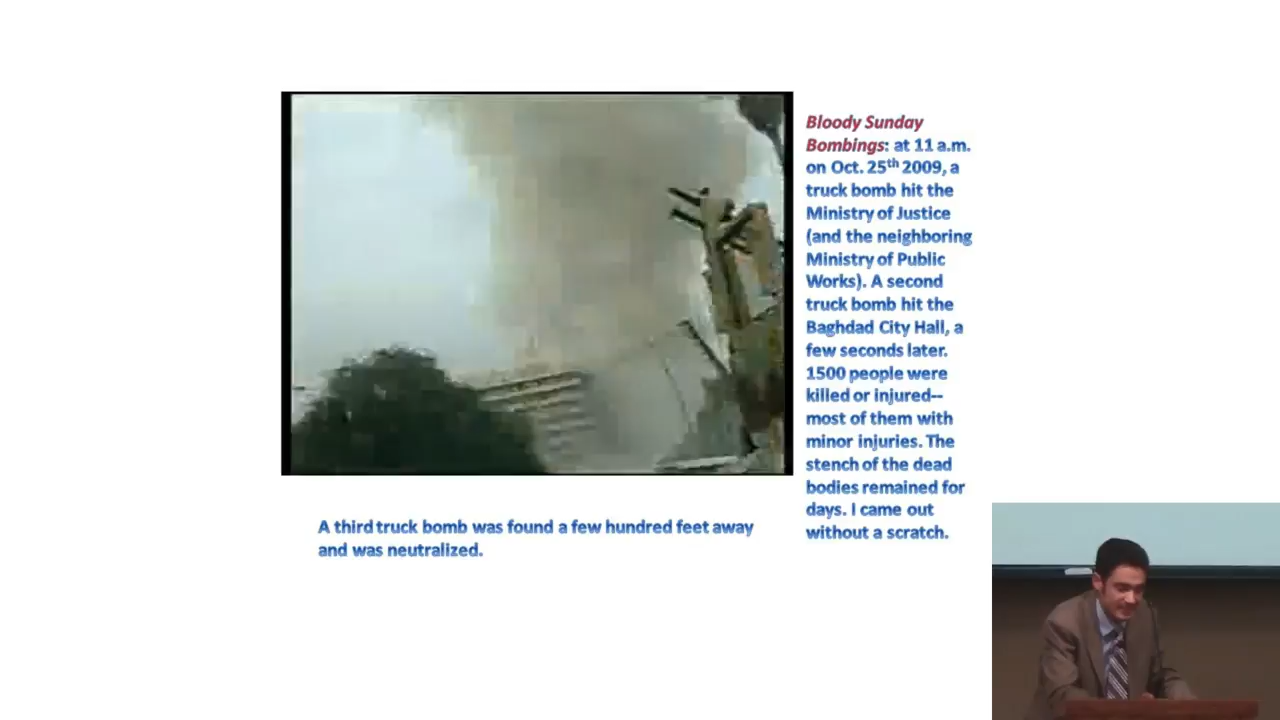 Bloody Sunday
Bombings: at 11 a.m.
on Oct. 25th 2009, a
truck bomb hit the
Ministry of Justice
(and the neighboring
Ministry of Public
Works). A second
truck bomb hit the
Baghdad City Hall, a
few seconds later.
1500 people were
killed or injured--
most of them with
minor injuries. The
stench of the dead
bodies remained for
days. I came out
without a scratch.
A third truck bomb was found a few hundred feet away
and was neutralized.